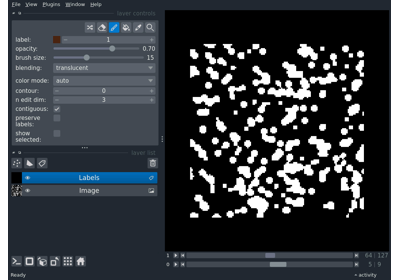 File View Plugins Window Help
layer controls
label: 1
opacity: 0.70
brush size: 15
blending: translucent
color mode: auto
contour: 0
n edit dim: 3
contiguous:
preserve
labels:
show
selected:
layer list
Labels
Image
1 64 127
0 5 9
Ready activity